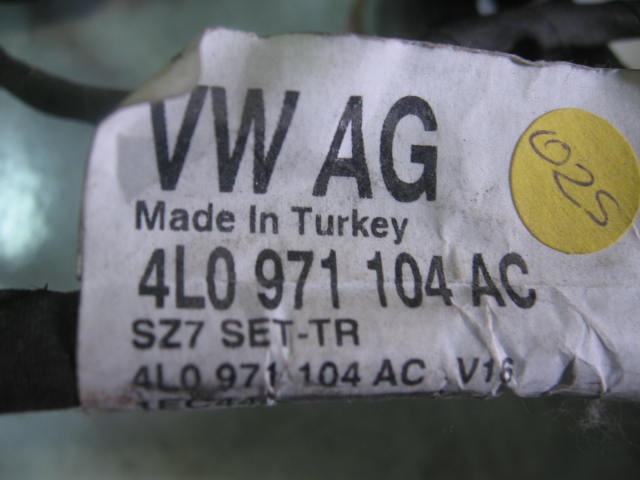 VW AG
Made In Turkey
4L0 971 104 AC
SZ7 SET-TR
4L0 971 104 AC V16
025